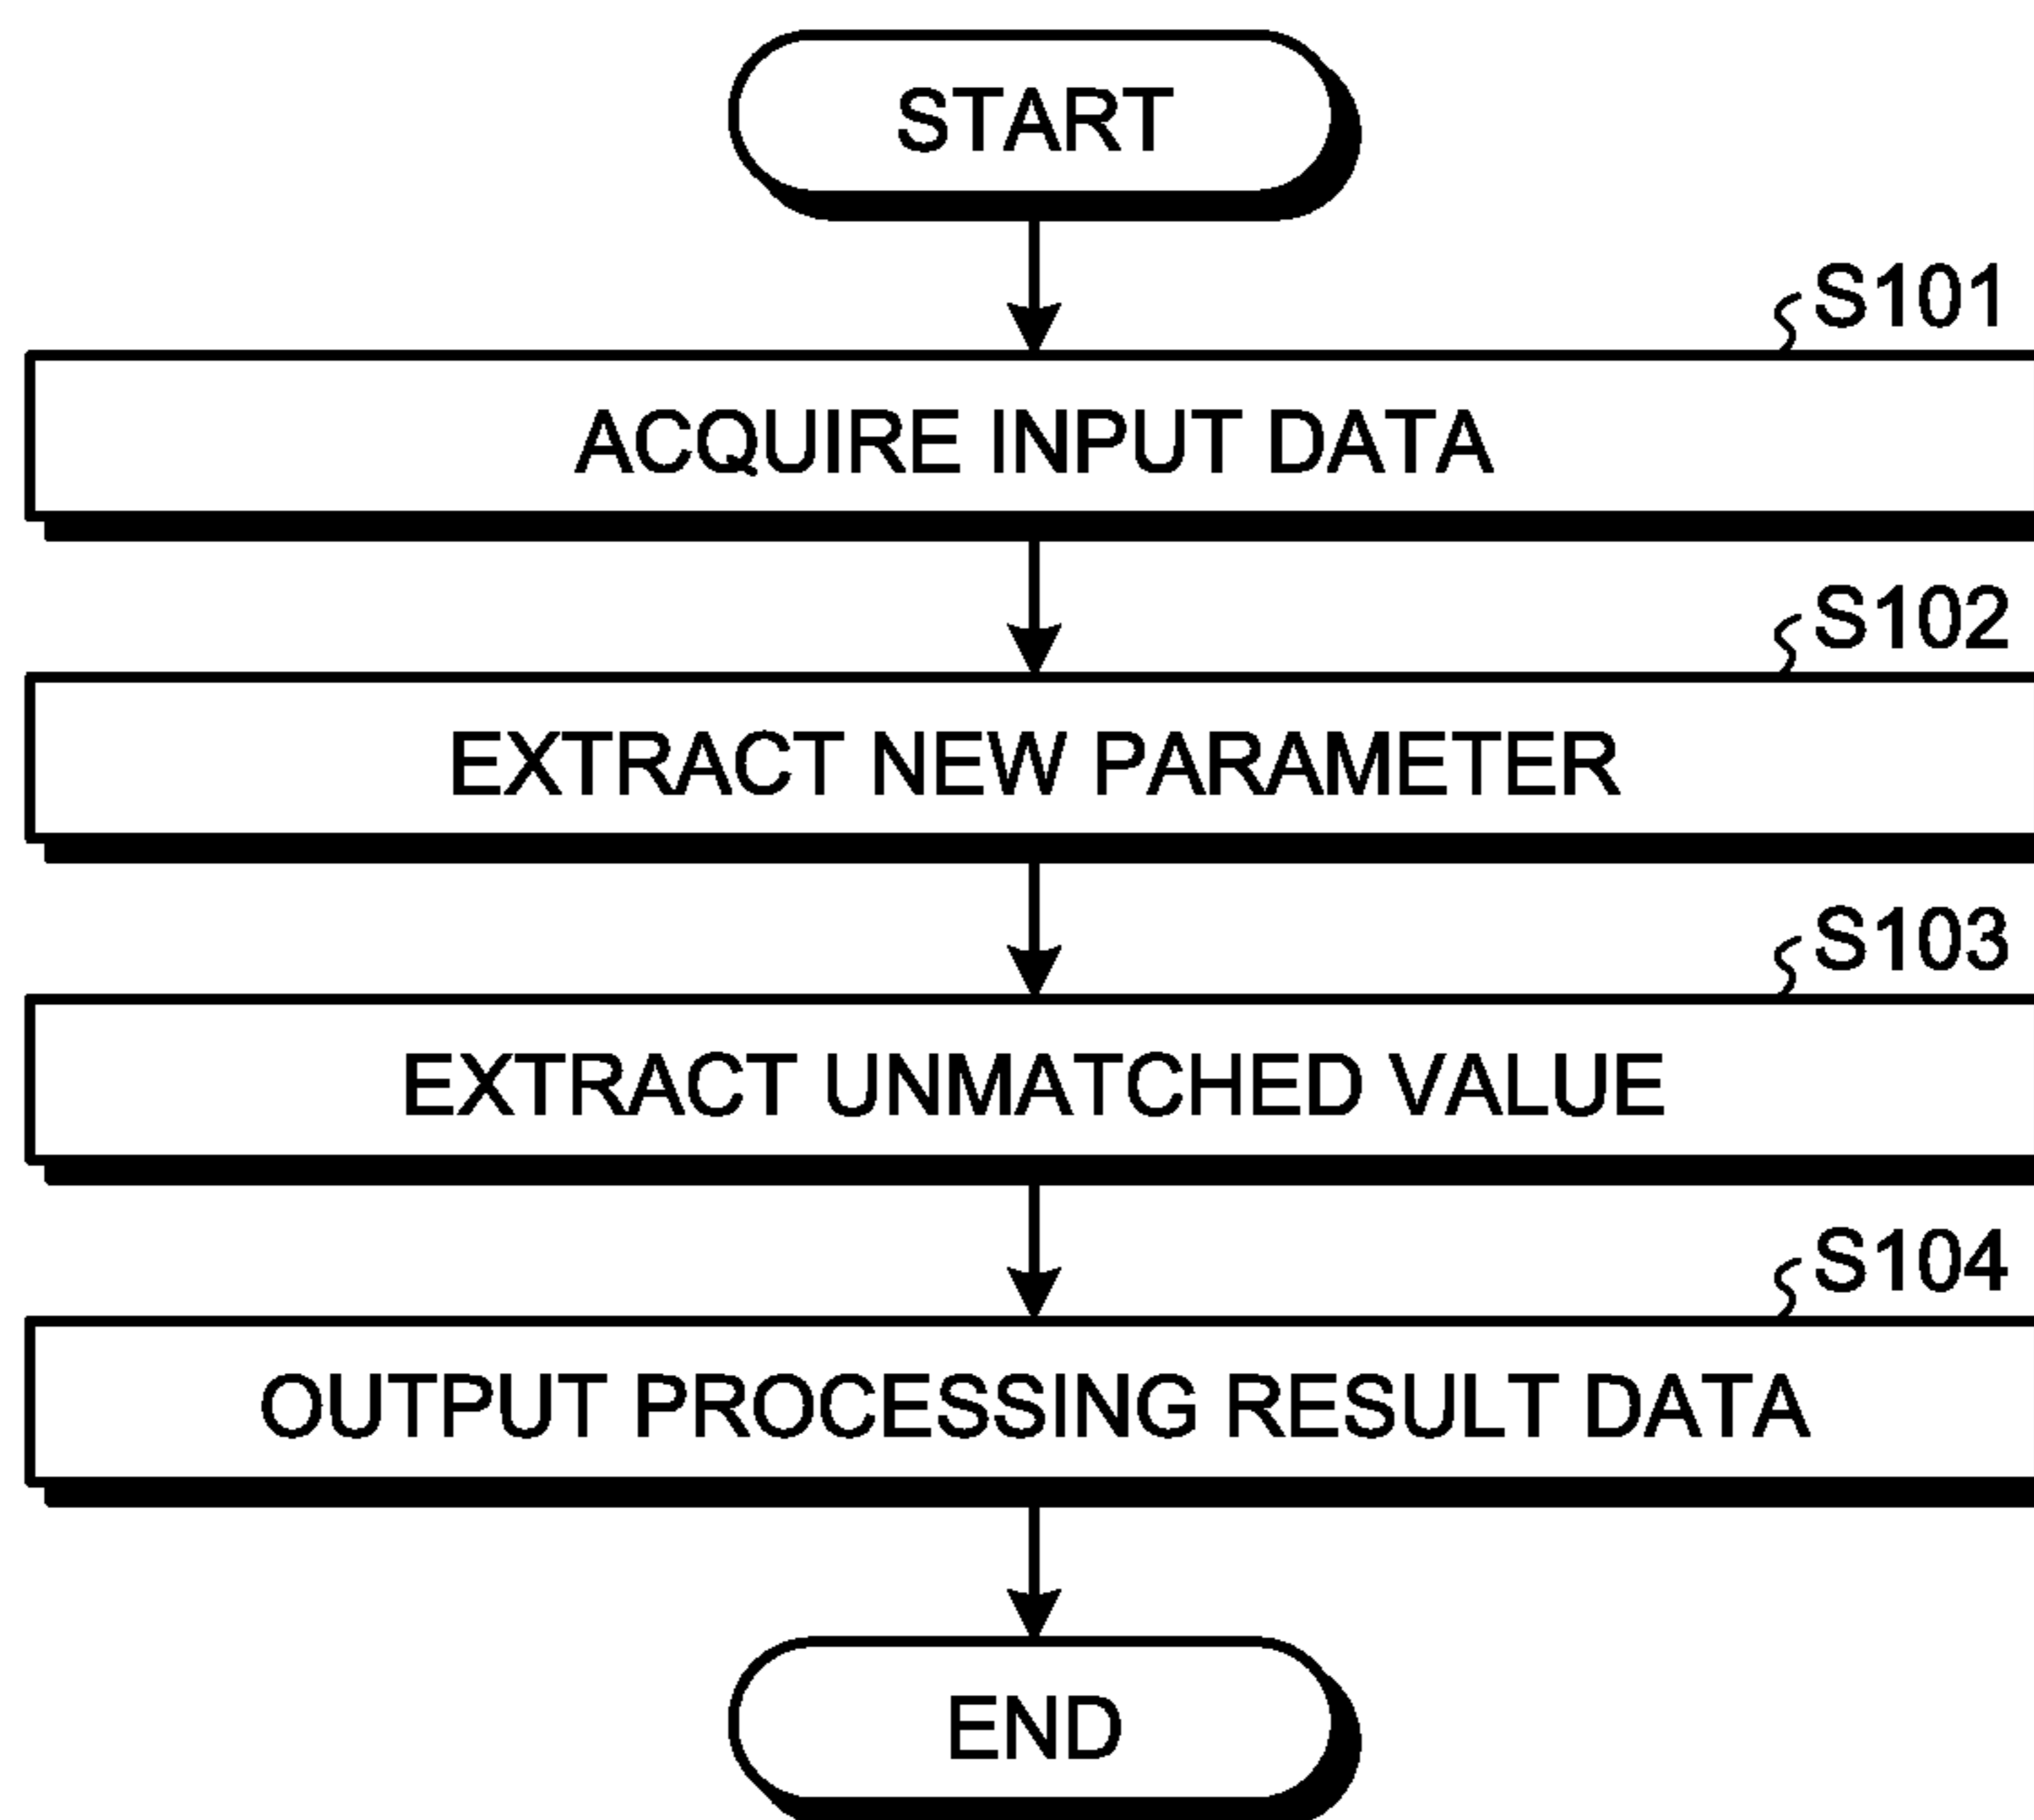 START
S101
ACQUIRE INPUT DATA
S102
EXTRACT NEW PARAMETER
S103
EXTRACT UNMATCHED VALUE
S104
OUTPUT PROCESSING RESULT DATA
END